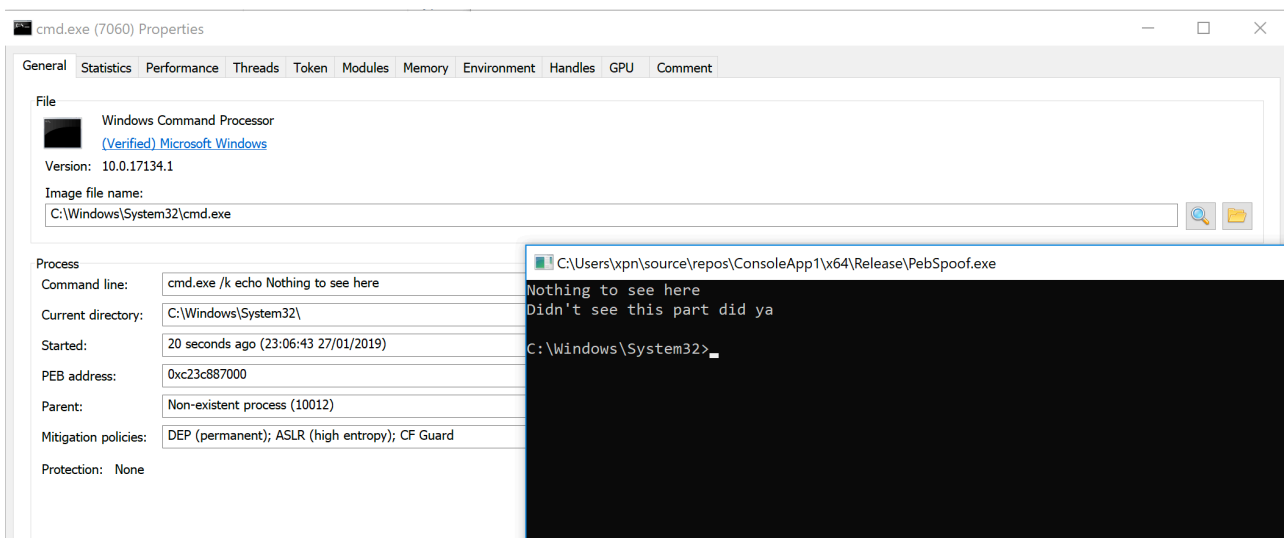 cmd.exe (7060) Properties
General Statistics Performance Threads Token Modules Memory Environment Handles GPU Comment
File
Windows Command Processor
(Verified) Microsoft Windows
Version: 10.0.17134.1
Image file name:
C:\Windows\System32\cmd.exe
Process
Command line: cmd.exe /k echo Nothing to see here
Current directory: C:\Windows\System32\
Started: 20 seconds ago (23:06:43 27/01/2019)
PEB address: 0xc23c887000
Parent: Non-existent process (10012)
Mitigation policies: DEP (permanent); ASLR (high entropy); CF Guard
Protection: None
C:\Users\xpn\source\repos\ConsoleApp1\x64\Release\PebSpoof.exe
Nothing to see here
Didn't see this part did ya
C:\Windows\System32>